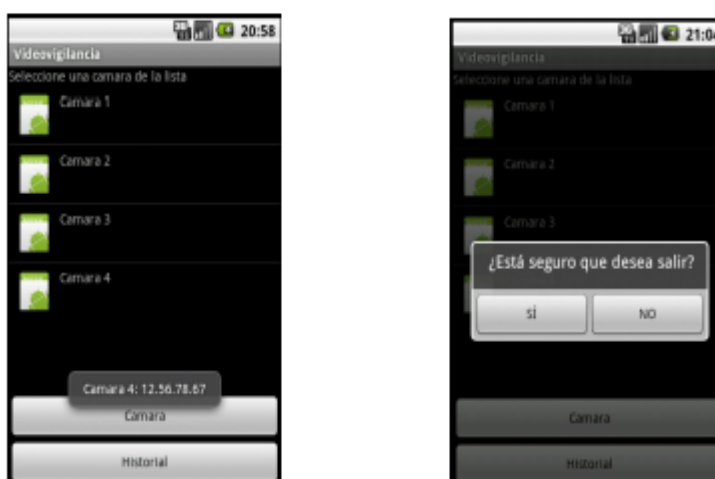 20:58
Videovigilancia
Seleccione una camara de la lista
Camara 1
Camara 2
Camara 3
Camara 4
Camara 4: 12.56.78.67
Camara
Historial
21:04
Videovigilancia
Seleccione una camara de la lista
Camara 1
Camara 2
Camara 3
¿Está seguro que desea salir?
SÍ
NO
Camara
Historial